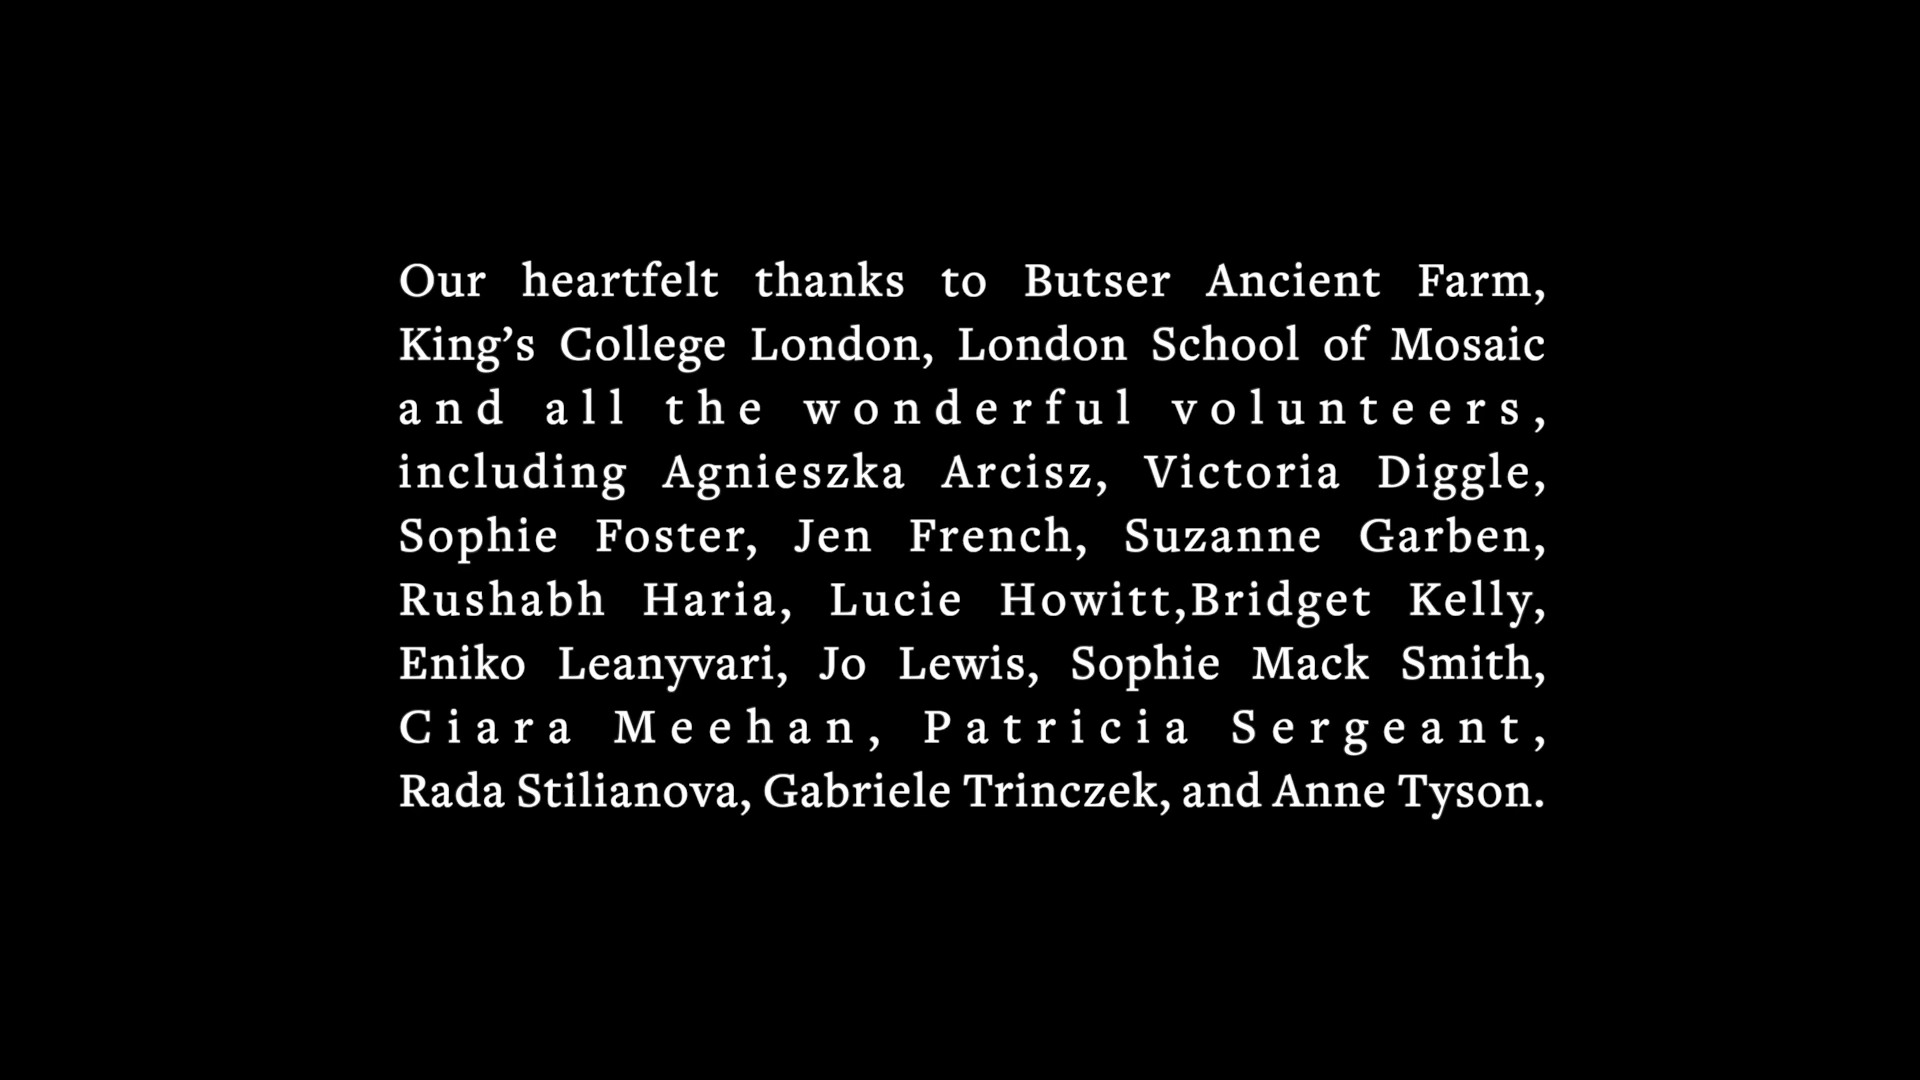 Our heartfelt thanks to Butser Ancient Farm,
King’s College London, London School of Mosaic
and all the wonderful volunteers,
including Agnieszka Arcisz, Victoria Diggle,
Sophie Foster, Jen French, Suzanne Garben,
Rushabh Haria, Lucie Howitt,Bridget Kelly,
Eniko Leanyvari, Jo Lewis, Sophie Mack Smith,
Ciara Meehan, Patricia Sergeant,
Rada Stilianova, Gabriele Trinczek, and Anne Tyson.